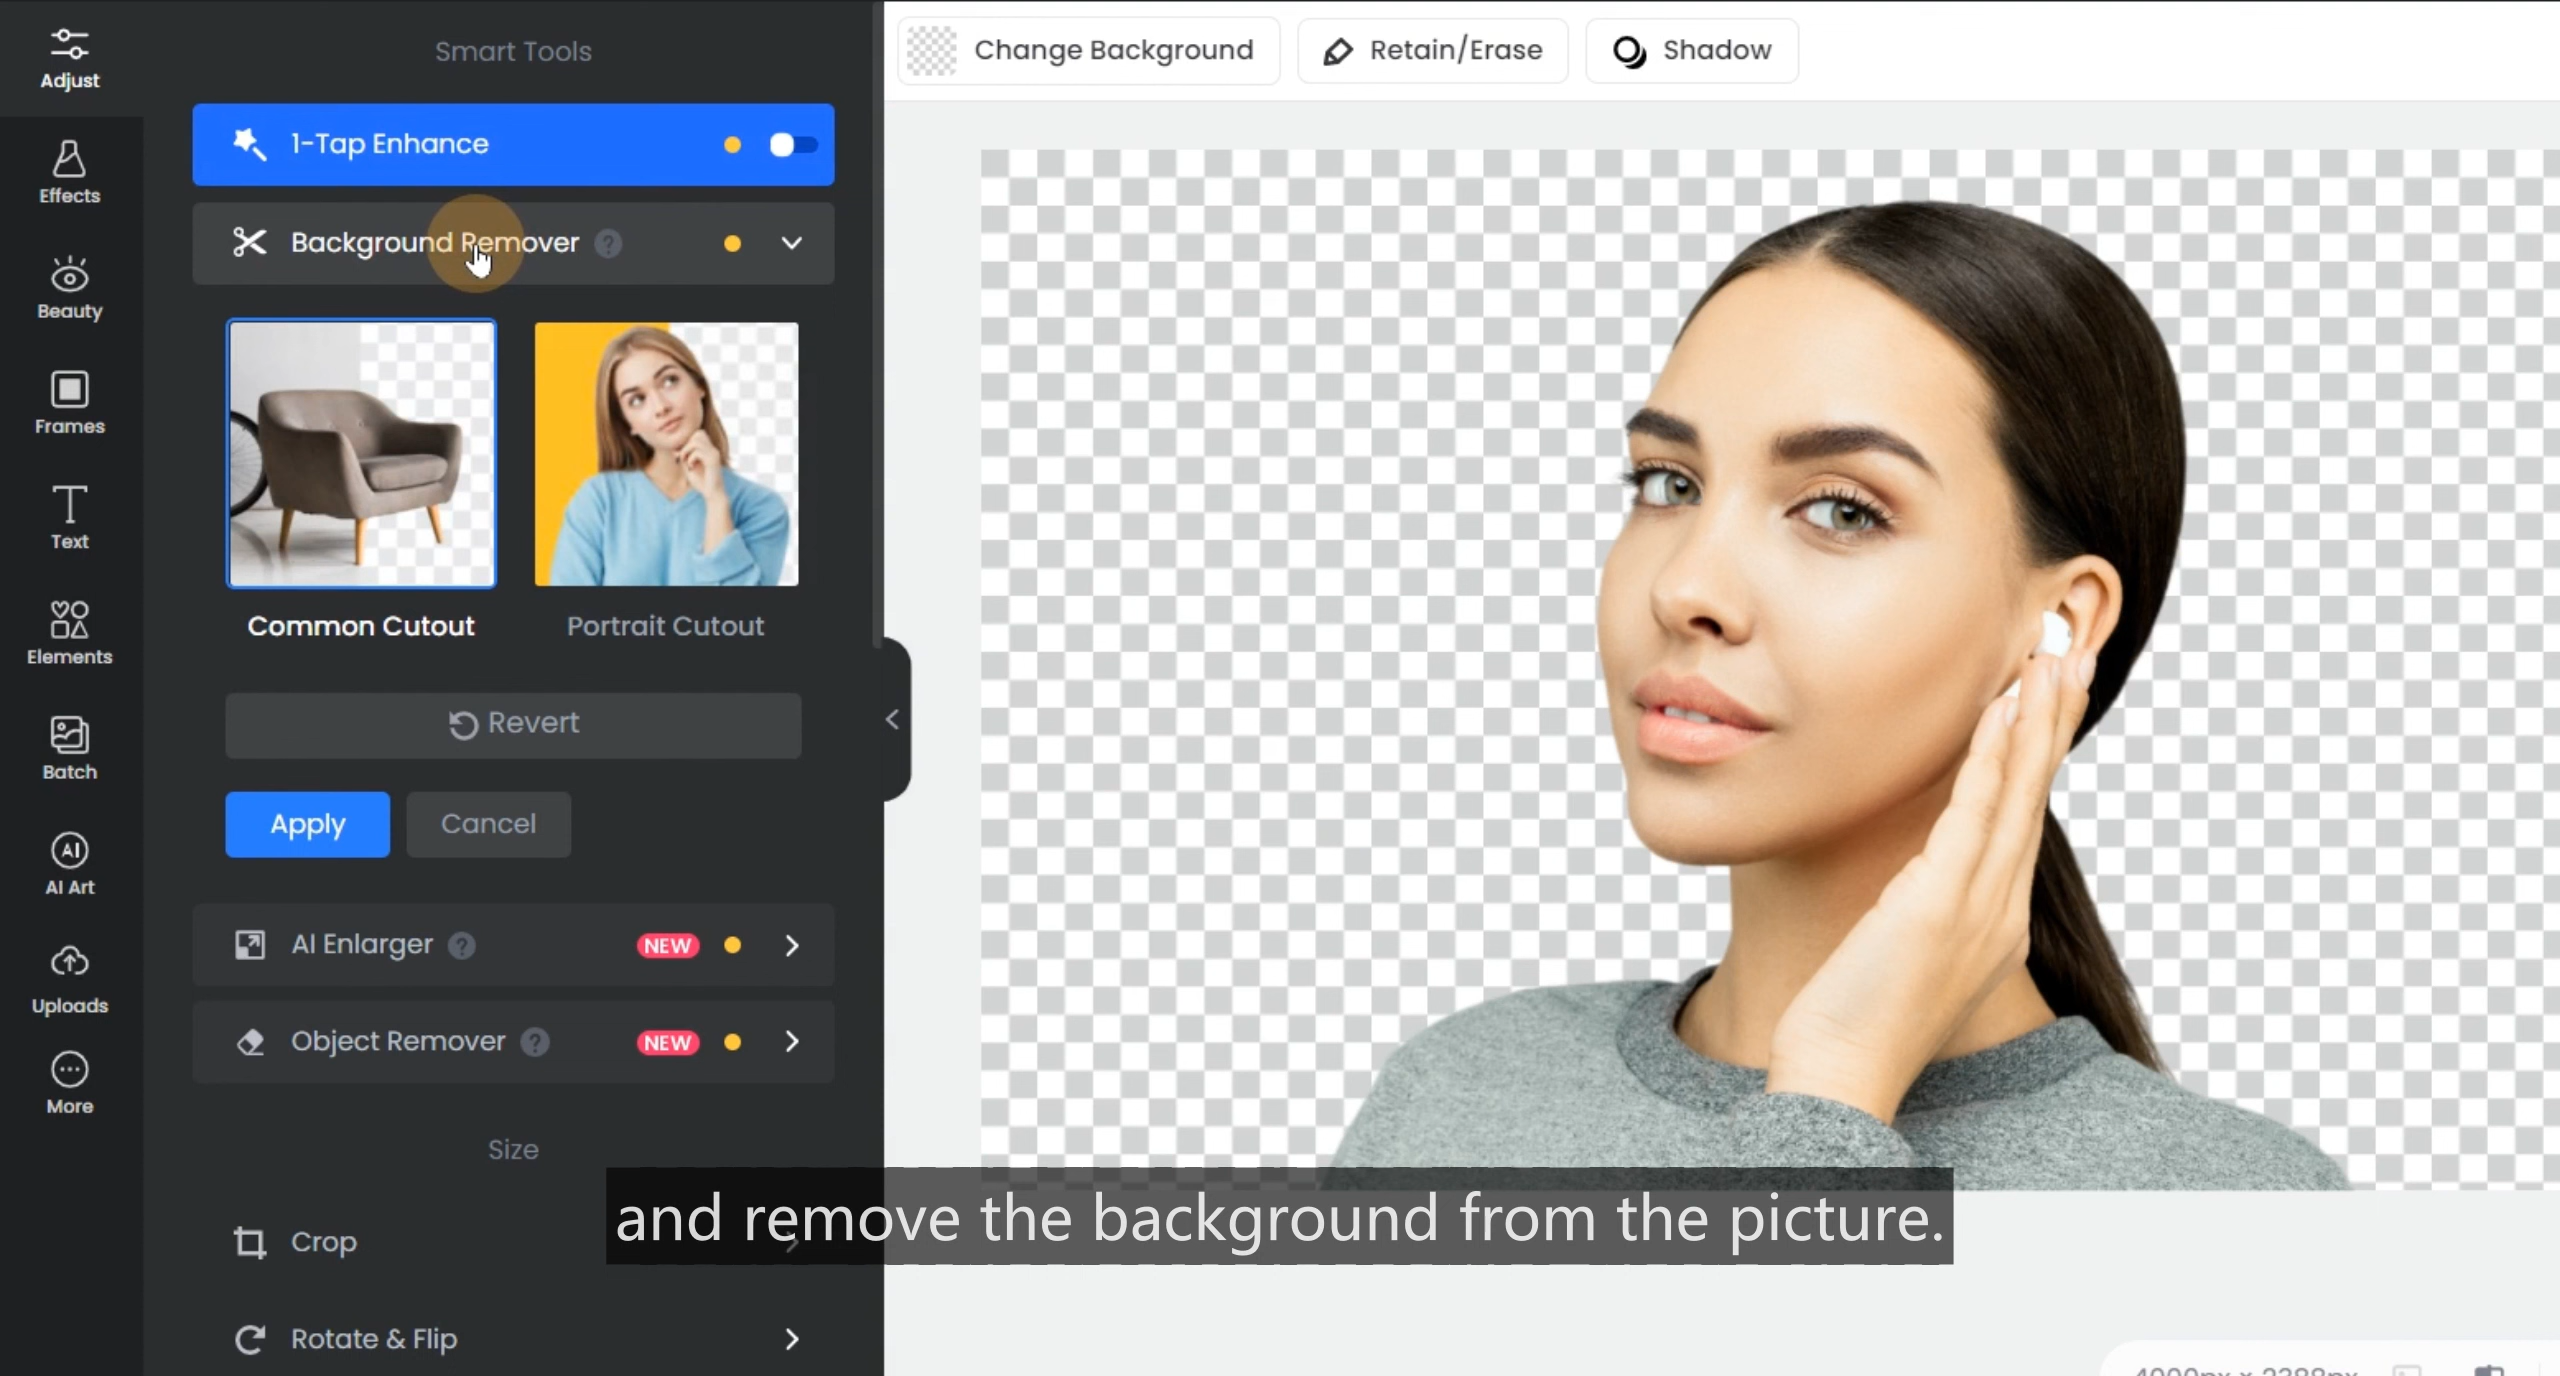 Adjust
Effects
Beauty
Frames
Text
Elements
Batch
AI
AI Art
Uploads
More
Smart Tools
1-Tap Enhance
Background Remover ?
Common Cutout
Portrait Cutout
Revert
Apply
Cancel
AI Enlarger ? NEW
Object Remover ? NEW
Size
Crop
Rotate & Flip
Change Background
Retain/Erase
Shadow
and remove the background from the picture.